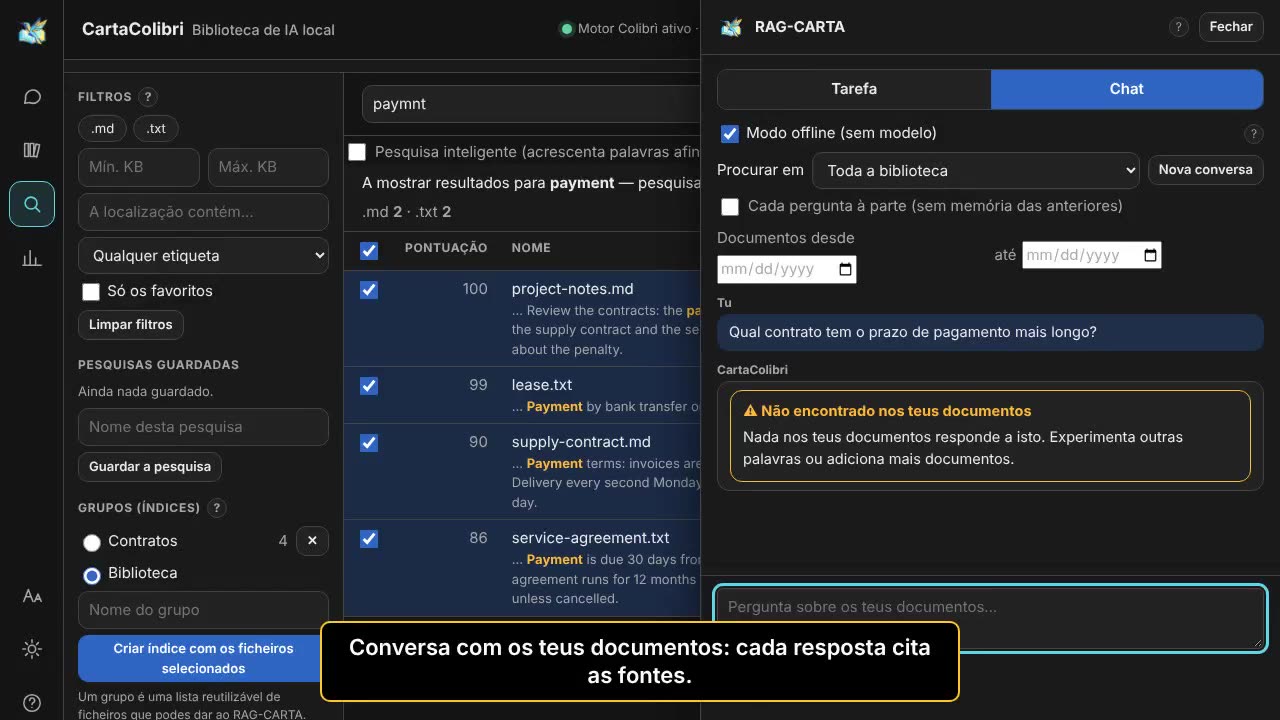 CartaColibri Biblioteca de IA local
Motor Colibri ativo ·
FILTROS ?
.md .txt
Mín. KB Máx. KB
A localização contém…
Qualquer etiqueta
Só os favoritos
Limpar filtros
PESQUISAS GUARDADAS
Ainda nada guardado.
Nome desta pesquisa
Guardar a pesquisa
GRUPOS (ÍNDICES) ?
Contratos 4 ✕
Biblioteca
Nome do grupo
Criar índice com os ficheiros
selecionados
Um grupo é uma lista reutilizável de
ficheiros que podes dar ao RAG-CARTA.
paymnt
Pesquisa inteligente (acrescenta palavras afin
A mostrar resultados para payment — pesquisa
.md 2 · .txt 2
PONTUAÇÃO NOME
100 project-notes.md
… Review the contracts: the pa
the supply contract and the se
about the penalty.
99 lease.txt
… Payment by bank transfer o
90 supply-contract.md
… Payment terms: invoices are
Delivery every second Monday
day.
86 service-agreement.txt
… Payment is due 30 days from
agreement runs for 12 months
unless cancelled.
RAG-CARTA ? Fechar
Tarefa Chat
Modo offline (sem modelo) ?
Procurar em Toda a biblioteca Nova conversa
Cada pergunta à parte (sem memória das anteriores)
Documentos desde
mm/dd/yyyy até mm/dd/yyyy
Tu
Qual contrato tem o prazo de pagamento mais longo?
CartaColibri
⚠ Não encontrado nos teus documentos
Nada nos teus documentos responde a isto. Experimenta outras
palavras ou adiciona mais documentos.
Pergunta sobre os teus documentos…
Conversa com os teus documentos: cada resposta cita
as fontes.